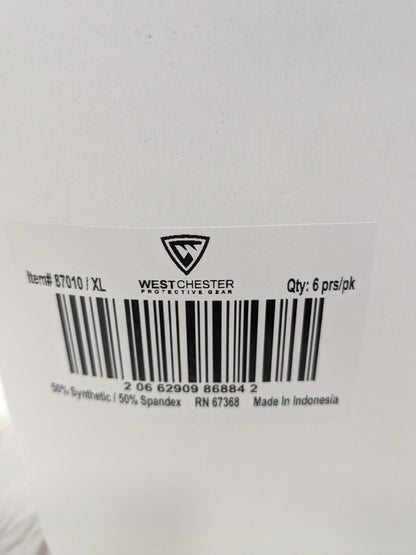 Item# 87010 / XL
WESTCHESTER
PROTECTIVE GEAR
Qty: 6 prs/pk
2 06 62909 86884 2
50% Synthetic / 50% Spandex RN 67368 Made In Indonesia